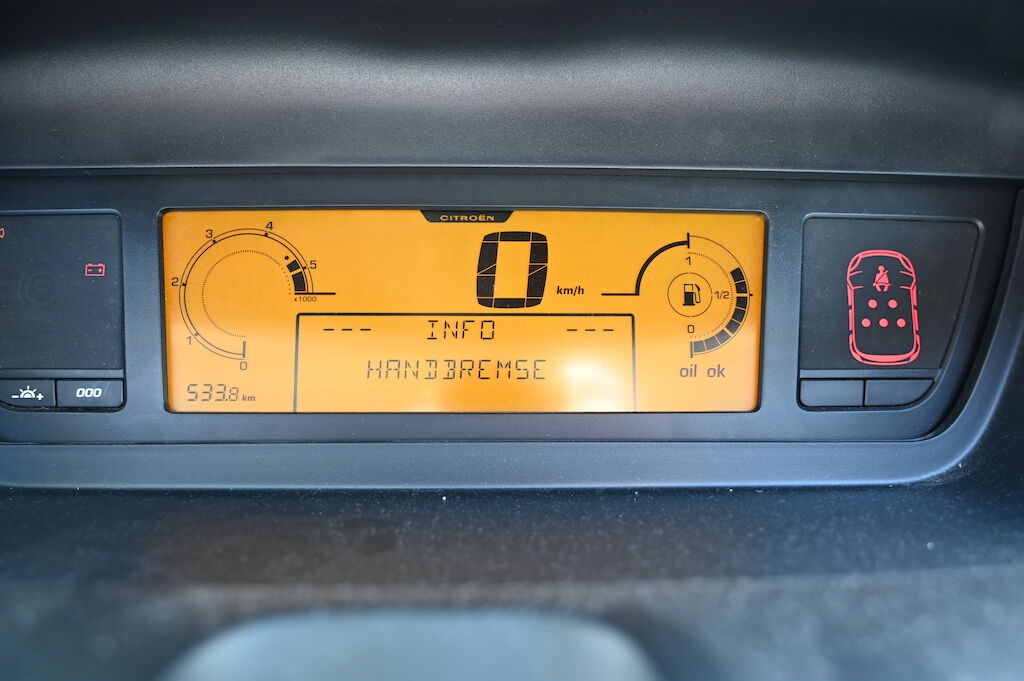 CITROËN
0 km/h
4
3
5
2
x1000
1
0
1
1/2
0
--- INFO ---
HANDBREMSE
oil ok
533.8 km
- +
000
- +